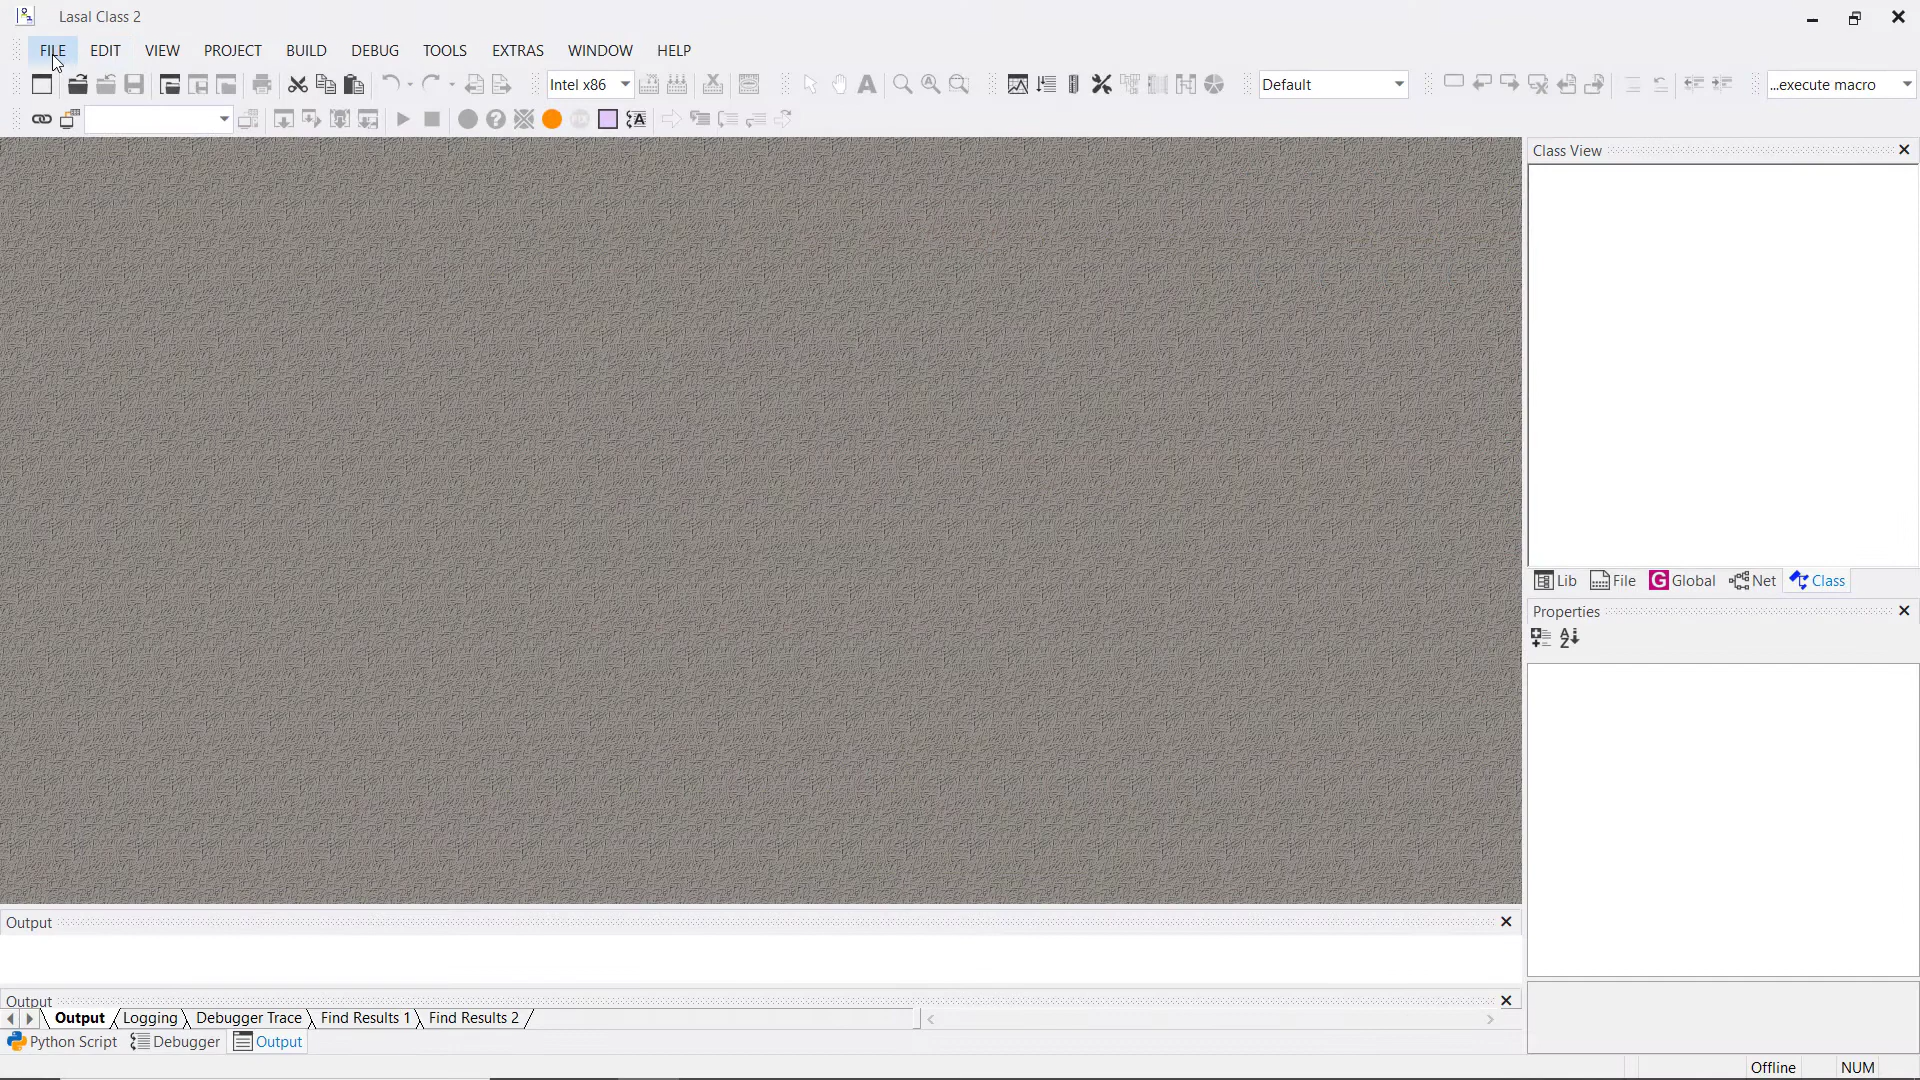 Lasal Class 2
FILE EDIT VIEW PROJECT BUILD DEBUG TOOLS EXTRAS WINDOW HELP
Intel x86 Default ...execute macro
Class View
Lib File Global Net Class
Properties
Output
Output
Output Logging Debugger Trace Find Results 1 Find Results 2
Python Script Debugger Output
Offline NUM